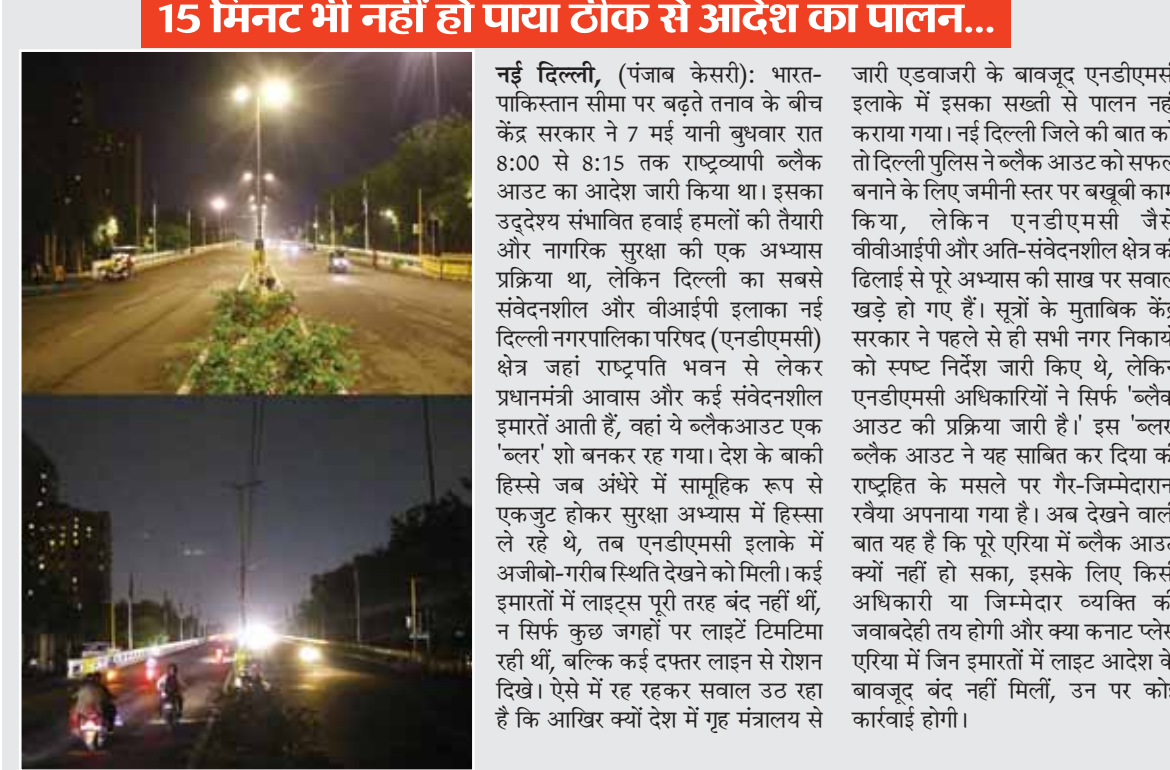 15 मिनट भी नहीं हो पाया ठीक से आदेश का पालन...
नई दिल्ली, (पंजाब केसरी): भारत-
पाकिस्तान सीमा पर बढ़ते तनाव के बीच
केंद्र सरकार ने 7 मई यानी बुधवार रात
8:00 से 8:15 तक राष्ट्रव्यापी ब्लैक
आउट का आदेश जारी किया था। इसका
उद्देश्य संभावित हवाई हमलों की तैयारी
और नागरिक सुरक्षा की एक अभ्यास
प्रक्रिया था, लेकिन दिल्ली का सबसे
संवेदनशील और वीआईपी इलाका नई
दिल्ली नगरपालिका परिषद (एनडीएमसी)
क्षेत्र जहां राष्ट्रपति भवन से लेकर
प्रधानमंत्री आवास और कई संवेदनशील
इमारतें आती हैं, वहां ये ब्लैकआउट एक
'ब्लर' शो बनकर रह गया। देश के बाकी
हिस्से जब अंधेरे में सामूहिक रूप से
एकजुट होकर सुरक्षा अभ्यास में हिस्सा
ले रहे थे, तब एनडीएमसी इलाके में
अजीबो-गरीब स्थिति देखने को मिली। कई
इमारतों में लाइट्स पूरी तरह बंद नहीं थीं,
न सिर्फ कुछ जगहों पर लाइटें टिमटिमा
रही थीं, बल्कि कई दफ्तर लाइन से रोशन
दिखे। ऐसे में रह रहकर सवाल उठ रहा
है कि आखिर क्यों देश में गृह मंत्रालय से
जारी एडवाजरी के बावजूद एनडीएमसी
इलाके में इसका सख्ती से पालन नहीं
कराया गया। नई दिल्ली जिले की बात करें
तो दिल्ली पुलिस ने ब्लैक आउट को सफल
बनाने के लिए जमीनी स्तर पर बखूबी काम
किया, लेकिन एनडीएमसी जैसे
वीवीआईपी और अति-संवेदनशील क्षेत्र की
ढिलाई से पूरे अभ्यास की साख पर सवाल
खड़े हो गए हैं। सूत्रों के मुताबिक केंद्र
सरकार ने पहले से ही सभी नगर निकाय
को स्पष्ट निर्देश जारी किए थे, लेकिन
एनडीएमसी अधिकारियों ने सिर्फ 'ब्लैक
आउट की प्रक्रिया जारी है।' इस 'ब्लर'
ब्लैक आउट ने यह साबित कर दिया की
राष्ट्रहित के मसले पर गैर-जिम्मेदाराना
रवैया अपनाया गया है। अब देखने वाली
बात यह है कि पूरे एरिया में ब्लैक आउट
क्यों नहीं हो सका, इसके लिए किसी
अधिकारी या जिम्मेदार व्यक्ति की
जवाबदेही तय होगी और क्या कनाट प्लेस
एरिया में जिन इमारतों में लाइट आदेश के
बावजूद बंद नहीं मिलीं, उन पर कोई
कार्रवाई होगी।